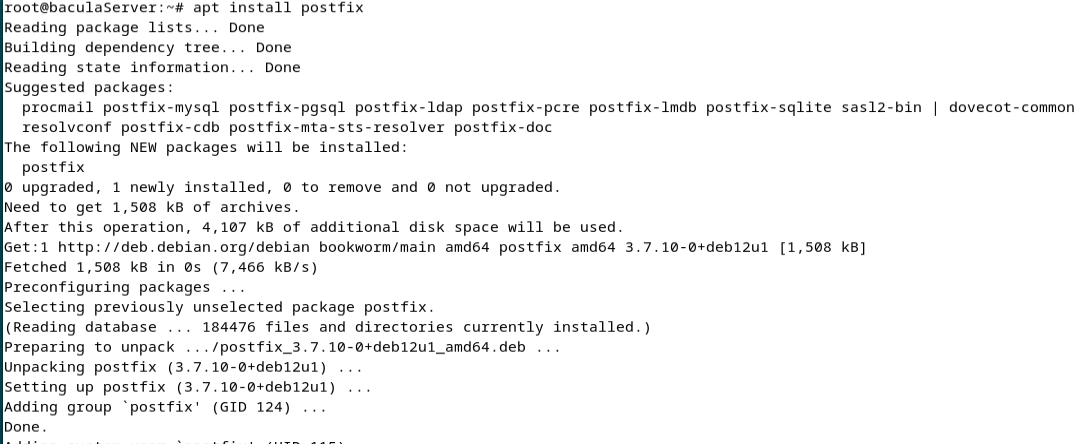 root@baculaServer:~# apt install postfix
Reading package lists... Done
Building dependency tree... Done
Reading state information... Done
Suggested packages:
  procmail postfix-mysql postfix-pgsql postfix-ldap postfix-pcre postfix-lmdb postfix-sqlite sasl2-bin | dovecot-common
  resolvconf postfix-cdb postfix-mta-sts-resolver postfix-doc
The following NEW packages will be installed:
  postfix
0 upgraded, 1 newly installed, 0 to remove and 0 not upgraded.
Need to get 1,508 kB of archives.
After this operation, 4,107 kB of additional disk space will be used.
Get:1 http://deb.debian.org/debian bookworm/main amd64 postfix amd64 3.7.10-0+deb12u1 [1,508 kB]
Fetched 1,508 kB in 0s (7,466 kB/s)
Preconfiguring packages ...
Selecting previously unselected package postfix.
(Reading database ... 184476 files and directories currently installed.)
Preparing to unpack .../postfix_3.7.10-0+deb12u1_amd64.deb ...
Unpacking postfix (3.7.10-0+deb12u1) ...
Setting up postfix (3.7.10-0+deb12u1) ...
Adding group `postfix' (GID 124) ...
Done.